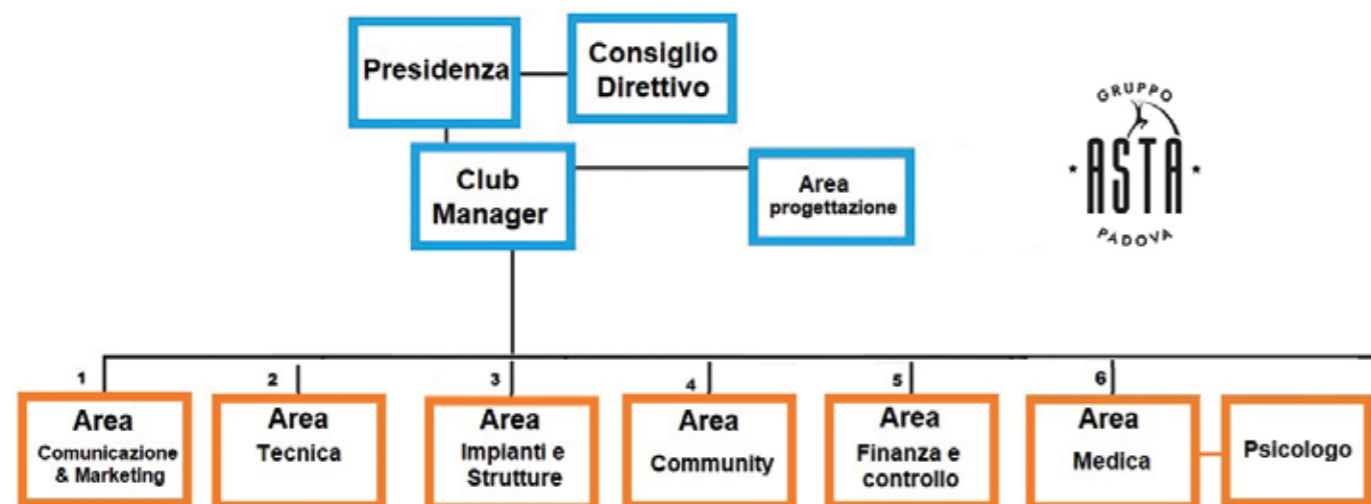 Presidenza
Consiglio
Direttivo
Club
Manager
Area
progettazione
GRUPPO
ASTA
PADOVA
1
2
3
4
5
6
Area
Comunicazione
& Marketing
Area
Tecnica
Area
Impianti e
Strutture
Area
Community
Area
Finanza e
controllo
Area
Medica
Psicologo